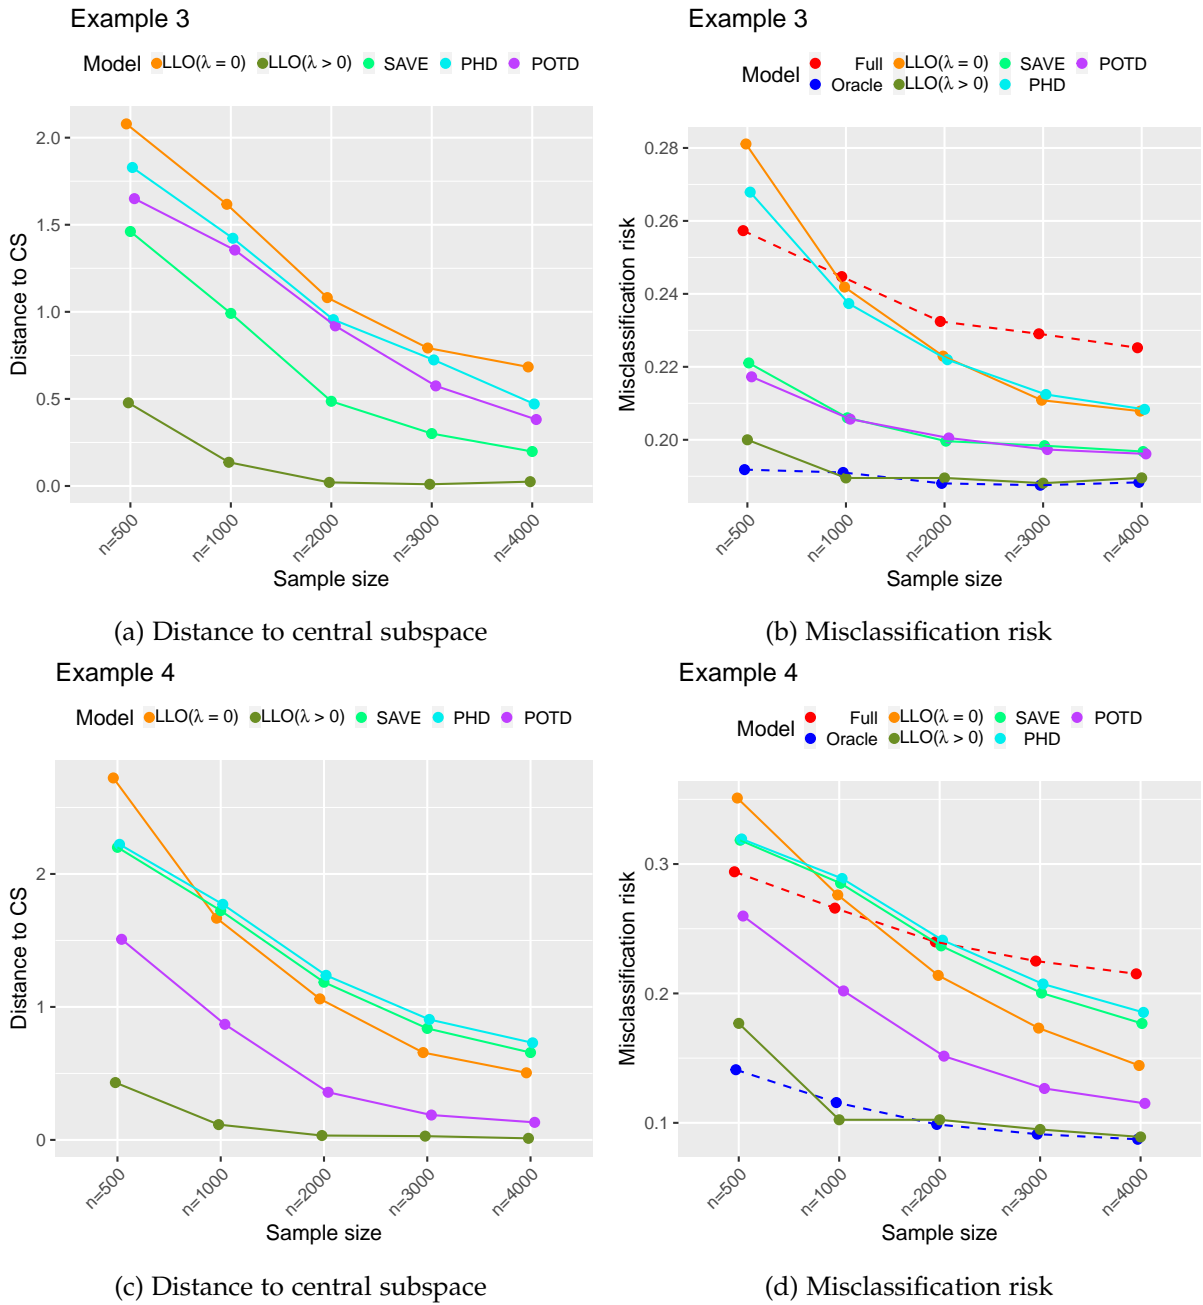 Example 3
Model LLO(λ = 0) LLO(λ > 0) SAVE PHD POTD
Distance to CS
2.0
1.5
1.0
0.5
0.0
n=500 n=1000 n=2000 n=3000 n=4000
Sample size
(a) Distance to central subspace
Example 3
Model Full LLO(λ = 0) SAVE POTD
Oracle LLO(λ > 0) PHD
Misclassification risk
0.28
0.26
0.24
0.22
0.20
n=500 n=1000 n=2000 n=3000 n=4000
Sample size
(b) Misclassification risk
Example 4
Model LLO(λ = 0) LLO(λ > 0) SAVE PHD POTD
Distance to CS
2
1
0
n=500 n=1000 n=2000 n=3000 n=4000
Sample size
(c) Distance to central subspace
Example 4
Model Full LLO(λ = 0) SAVE POTD
Oracle LLO(λ > 0) PHD
Misclassification risk
0.3
0.2
0.1
n=500 n=1000 n=2000 n=3000 n=4000
Sample size
(d) Misclassification risk